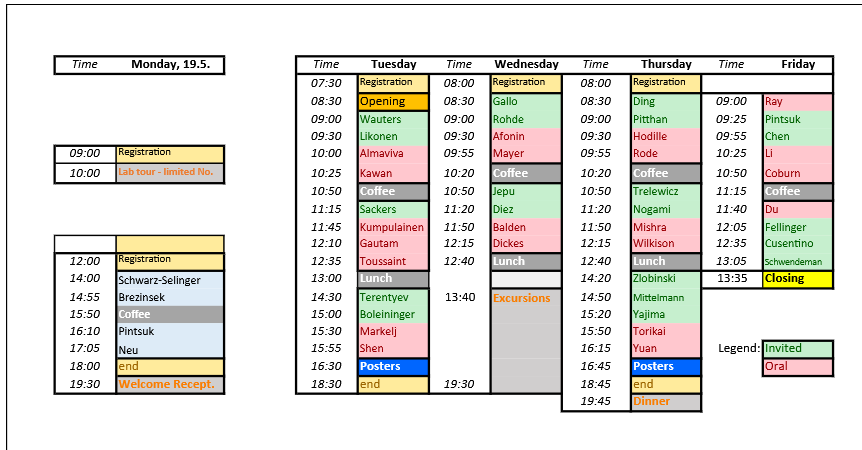 Time Monday, 19.5. Time Tuesday Time Wednesday Time Thursday Time Friday
07:30 Registration 08:00 Registration 08:00 Registration
08:30 Opening 08:30 Gallo 08:30 Ding 09:00 Ray
09:00 Wauters 09:00 Rohde 09:00 Pitthan 09:25 Pintsuk
09:30 Likonen 09:30 Afonin 09:30 Hodille 09:55 Chen
09:00 Registration 10:00 Almaviva 09:55 Mayer 09:55 Rode 10:25 Li
10:00 Lab tour - limited No. 10:25 Kawan 10:20 Coffee 10:20 Coffee 10:50 Coburn
10:50 Coffee 10:50 Jepu 10:50 Trelewicz 11:15 Coffee
11:15 Sackers 11:20 Diez 11:20 Nogami 11:40 Du
11:45 Kumpulainen 11:50 Balden 11:50 Mishra 12:05 Fellinger
12:10 Gautam 12:15 Dickes 12:15 Wilkison 12:35 Cusentino
12:00 Registration 12:35 Toussaint 12:40 Lunch 12:40 Lunch 13:05 Schwendeman
14:00 Schwarz-Selinger 13:00 Lunch 14:20 Zlobinski 13:35 Closing
14:55 Brezinsek 14:30 Terentyev 13:40 Excursions 14:50 Mittelmann
15:50 Coffee 15:00 Boleininger 15:20 Yajima
16:10 Pintsuk 15:30 Markelj 15:50 Torikai
17:05 Neu 15:55 Shen 16:15 Yuan Legend: Invited
18:00 end 16:30 Posters 16:45 Posters Oral
19:30 Welcome Recept. 18:30 end 19:30 18:45 end
19:45 Dinner